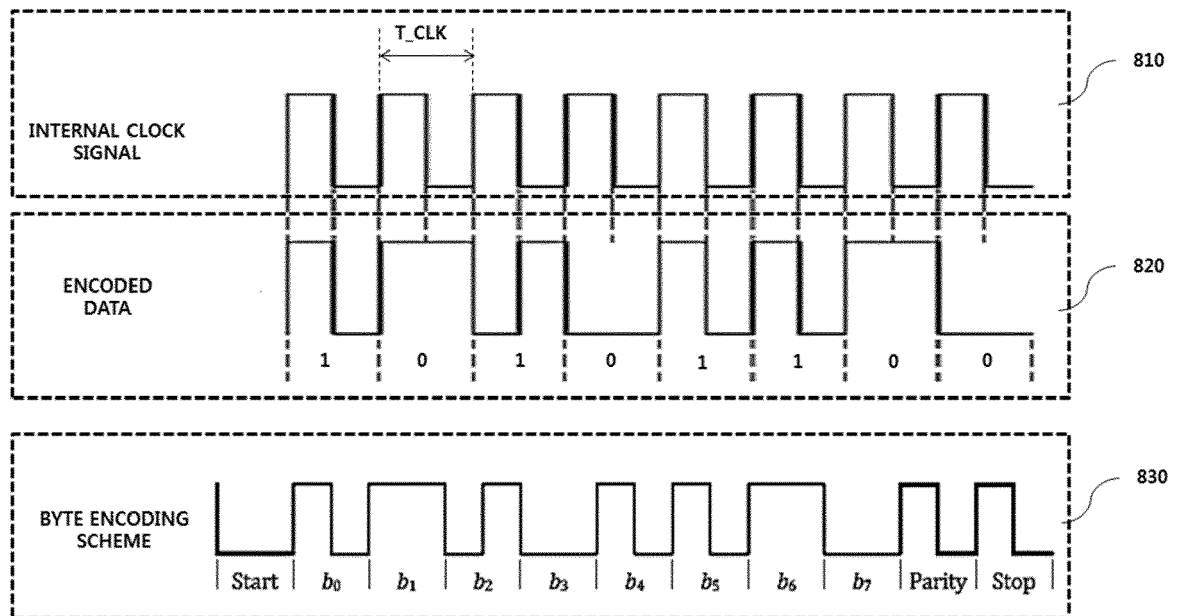 T_CLK
810
INTERNAL CLOCK
SIGNAL
820
ENCODED
DATA
1 0 1 0 1 1 0 0
830
BYTE ENCODING
SCHEME
Start b₀ b₁ b₂ b₃ b₄ b₅ b₆ b₇ Parity Stop